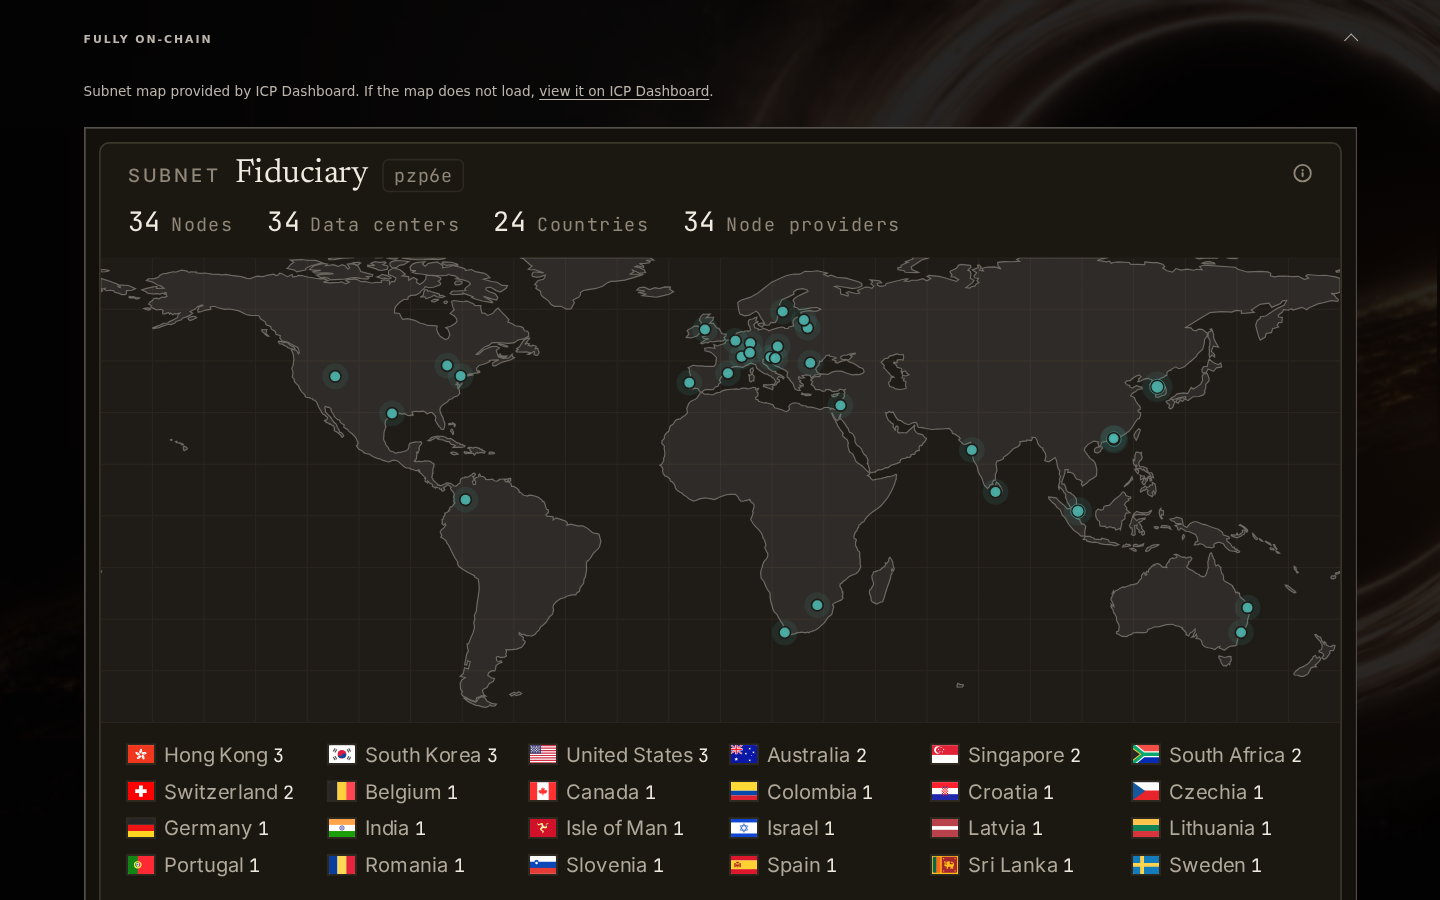 FULLY ON-CHAIN
Subnet map provided by ICP Dashboard. If the map does not load, view it on ICP Dashboard.
SUBNET Fiduciary pzp6e
34 Nodes 34 Data centers 24 Countries 34 Node providers
Hong Kong 3 South Korea 3 United States 3 Australia 2 Singapore 2 South Africa 2
Switzerland 2 Belgium 1 Canada 1 Colombia 1 Croatia 1 Czechia 1
Germany 1 India 1 Isle of Man 1 Israel 1 Latvia 1 Lithuania 1
Portugal 1 Romania 1 Slovenia 1 Spain 1 Sri Lanka 1 Sweden 1